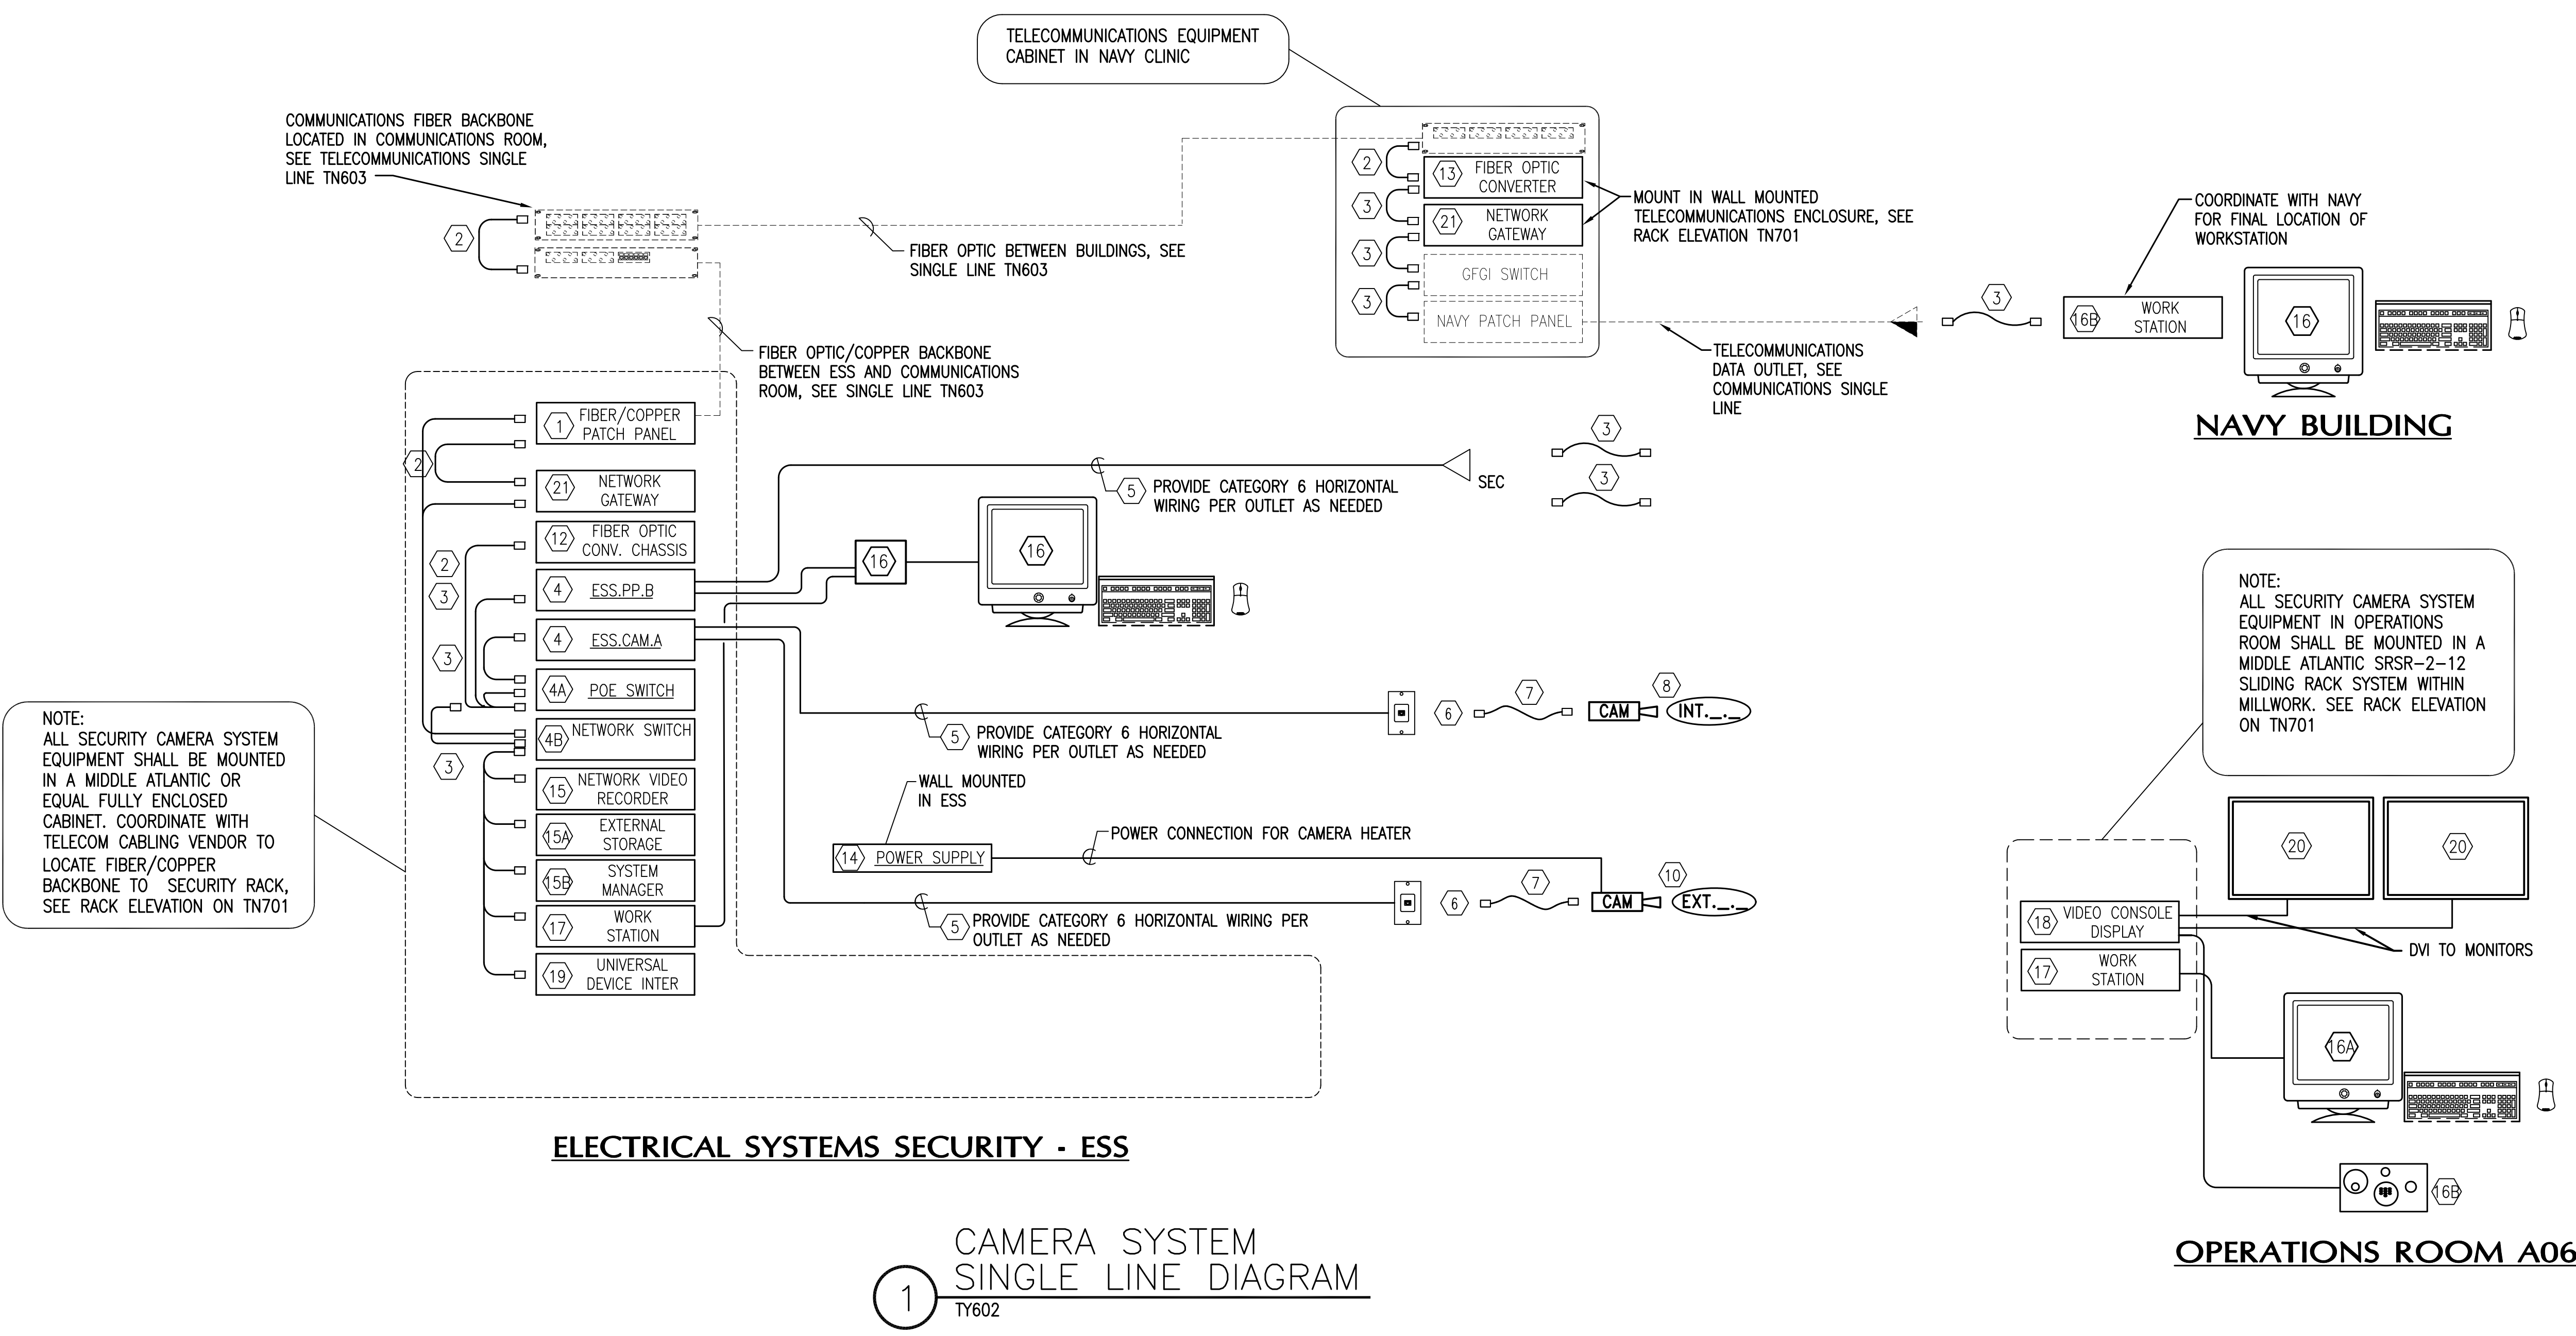 TELECOMMUNICATIONS EQUIPMENT
CABINET IN NAVY CLINIC
COMMUNICATIONS FIBER BACKBONE
LOCATED IN COMMUNICATIONS ROOM,
SEE TELECOMMUNICATIONS SINGLE
LINE TN603
2
FIBER OPTIC BETWEEN BUILDINGS, SEE
SINGLE LINE TN603
FIBER OPTIC/COPPER BACKBONE
BETWEEN ESS AND COMMUNICATIONS
ROOM, SEE SINGLE LINE TN603
2
13 FIBER OPTIC
CONVERTER
3
21 NETWORK
GATEWAY
3
GFGI SWITCH
3
NAVY PATCH PANEL
MOUNT IN WALL MOUNTED
TELECOMMUNICATIONS ENCLOSURE, SEE
RACK ELEVATION TN701
TELECOMMUNICATIONS
DATA OUTLET, SEE
COMMUNICATIONS SINGLE
LINE
COORDINATE WITH NAVY
FOR FINAL LOCATION OF
WORKSTATION
3
16B WORK
STATION
16
NAVY BUILDING
1 FIBER/COPPER
PATCH PANEL
2
21 NETWORK
GATEWAY
12 FIBER OPTIC
CONV. CHASSIS
2
3
4 ESS.PP.B
4 ESS.CAM.A
3
4A POE SWITCH
4B NETWORK SWITCH
3
15 NETWORK VIDEO
RECORDER
15A EXTERNAL
STORAGE
15B SYSTEM
MANAGER
17 WORK
STATION
19 UNIVERSAL
DEVICE INTER
NOTE:
ALL SECURITY CAMERA SYSTEM
EQUIPMENT SHALL BE MOUNTED
IN A MIDDLE ATLANTIC OR
EQUAL FULLY ENCLOSED
CABINET. COORDINATE WITH
TELECOM CABLING VENDOR TO
LOCATE FIBER/COPPER
BACKBONE TO SECURITY RACK,
SEE RACK ELEVATION ON TN701
5 PROVIDE CATEGORY 6 HORIZONTAL
WIRING PER OUTLET AS NEEDED
SEC
3
3
16
16
5 PROVIDE CATEGORY 6 HORIZONTAL
WIRING PER OUTLET AS NEEDED
6
7
8
CAM INT._._
WALL MOUNTED
IN ESS
14 POWER SUPPLY
POWER CONNECTION FOR CAMERA HEATER
5 PROVIDE CATEGORY 6 HORIZONTAL WIRING PER
OUTLET AS NEEDED
6
7
10
CAM EXT._._
ELECTRICAL SYSTEMS SECURITY - ESS
NOTE:
ALL SECURITY CAMERA SYSTEM
EQUIPMENT IN OPERATIONS
ROOM SHALL BE MOUNTED IN A
MIDDLE ATLANTIC SRSR-2-12
SLIDING RACK SYSTEM WITHIN
MILLWORK. SEE RACK ELEVATION
ON TN701
20
20
18 VIDEO CONSOLE
DISPLAY
DVI TO MONITORS
17 WORK
STATION
16A
16B
OPERATIONS ROOM A06
1
CAMERA SYSTEM
SINGLE LINE DIAGRAM
TY602